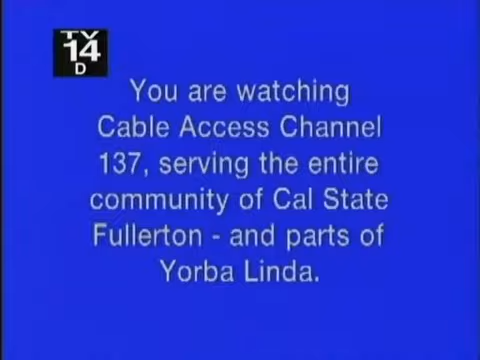 TV
14
D
You are watching
Cable Access Channel
137, serving the entire
community of Cal State
Fullerton - and parts of
Yorba Linda.